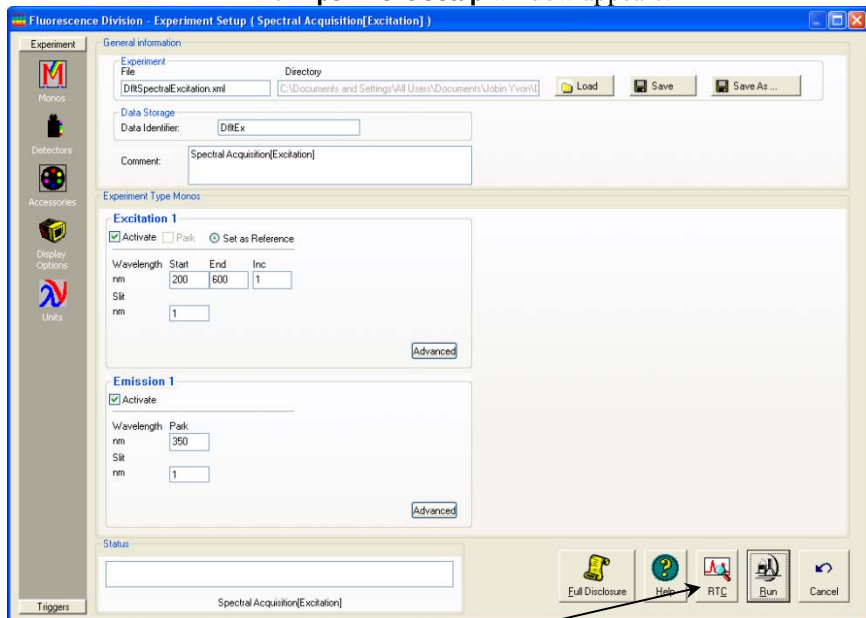 Fluorescence Division - Experiment Setup ( Spectral Acquisition[Excitation] )
Experiment
Monos
Detectors
Accessories
Display
Options
Units
Triggers
General information
Experiment
File
Directory
DfltSpectralExcitation.xml
C:\Documents and Settings\All Users\Documents\Jobin Yvon\
Load
Save
Save As ...
Data Storage
Data Identifier:
DfltEx
Comment:
Spectral Acquisition[Excitation]
Experiment Type Monos
Excitation 1
Activate
Park
Set as Reference
Wavelength Start End Inc
nm 200 600 1
Slit
nm 1
Advanced
Emission 1
Activate
Wavelength Park
nm 350
Slit
nm 1
Advanced
Status
Spectral Acquisition[Excitation]
Full Disclosure
Help
RTC
Run
Cancel